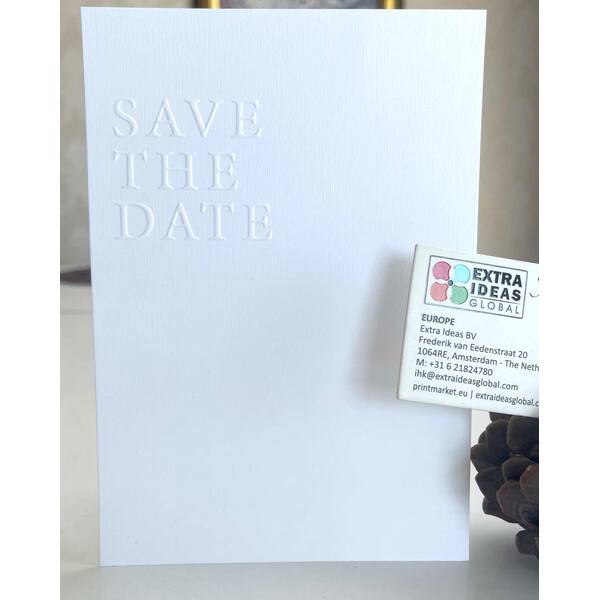 SAVE
THE
DATE
EXTRA
IDEAS
GLOBAL
EUROPE
Extra Ideas BV
Frederik van Eedenstraat 20
1064RE, Amsterdam - The Neth
M: +31 6 21824780
ihk@extraideasglobal.com
printmarket.eu | extraideasglobal.c